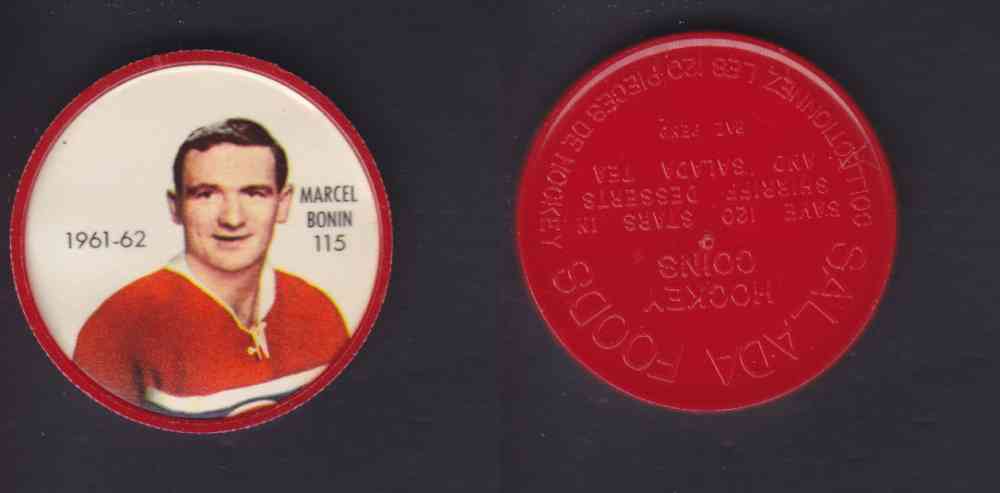 1961-62
MARCEL
BONIN
115
SALADA FOODS
HOCKEY
COINS
SAVE 120 STARS IN
SHIRRIFF DESSERTS
AND SALADA TEA
COLLECTIONNEZ LES 120 PIECES DE HOCKEY